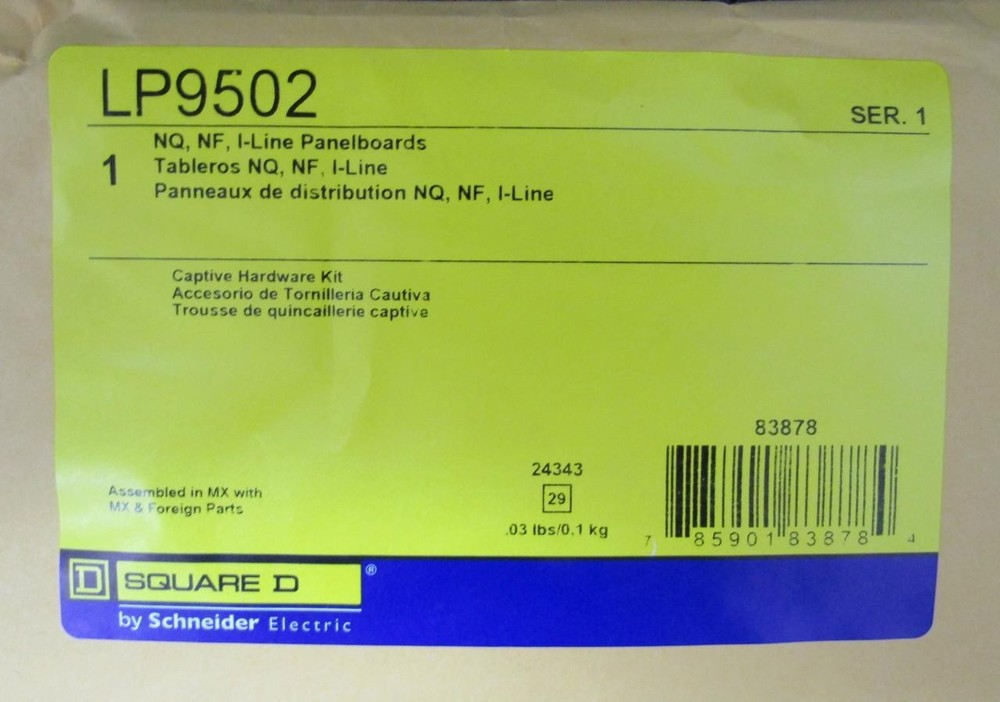 LP9502
SER. 1
1
NQ, NF, I-Line Panelboards
Tableros NQ, NF, I-Line
Panneaux de distribution NQ, NF, I-Line
Captive Hardware Kit
Accesorio de Tornilleria Cautiva
Trousse de quincaillerie captive
Assembled in MX with
MX & Foreign Parts
24343
29
.03 lbs/0.1 kg
83878
7 85901 83878 4
D SQUARE D ®
by Schneider Electric